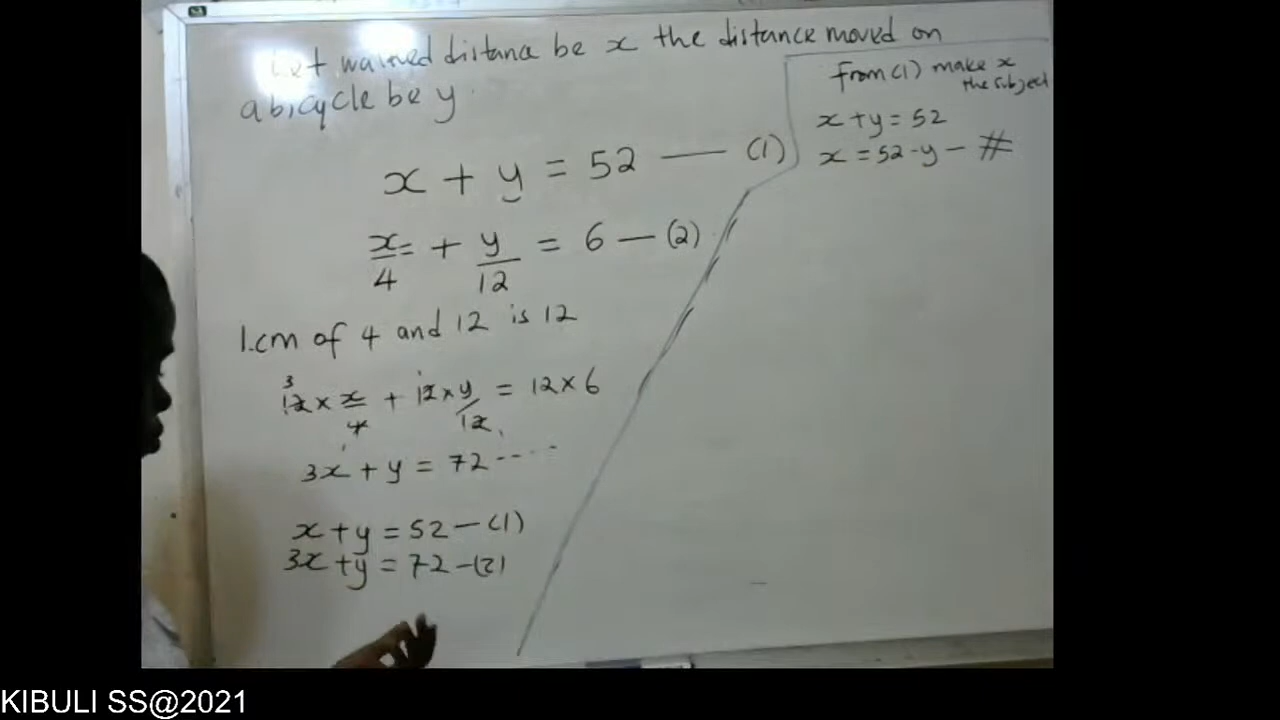 Let walked distance be x the distance moved on
a bicycle be y.
x + y = 52 — (1)
x/4 + y/12 = 6 — (2)
l.cm of 4 and 12 is 12
12 × x/4 + 12 × y/12 = 12 × 6
3x + y = 72 ----
x + y = 52 — (1)
3x + y = 72 — (2)
from (1) make x
the subject
x + y = 52
x = 52 - y — #
KIBULI SS@2021